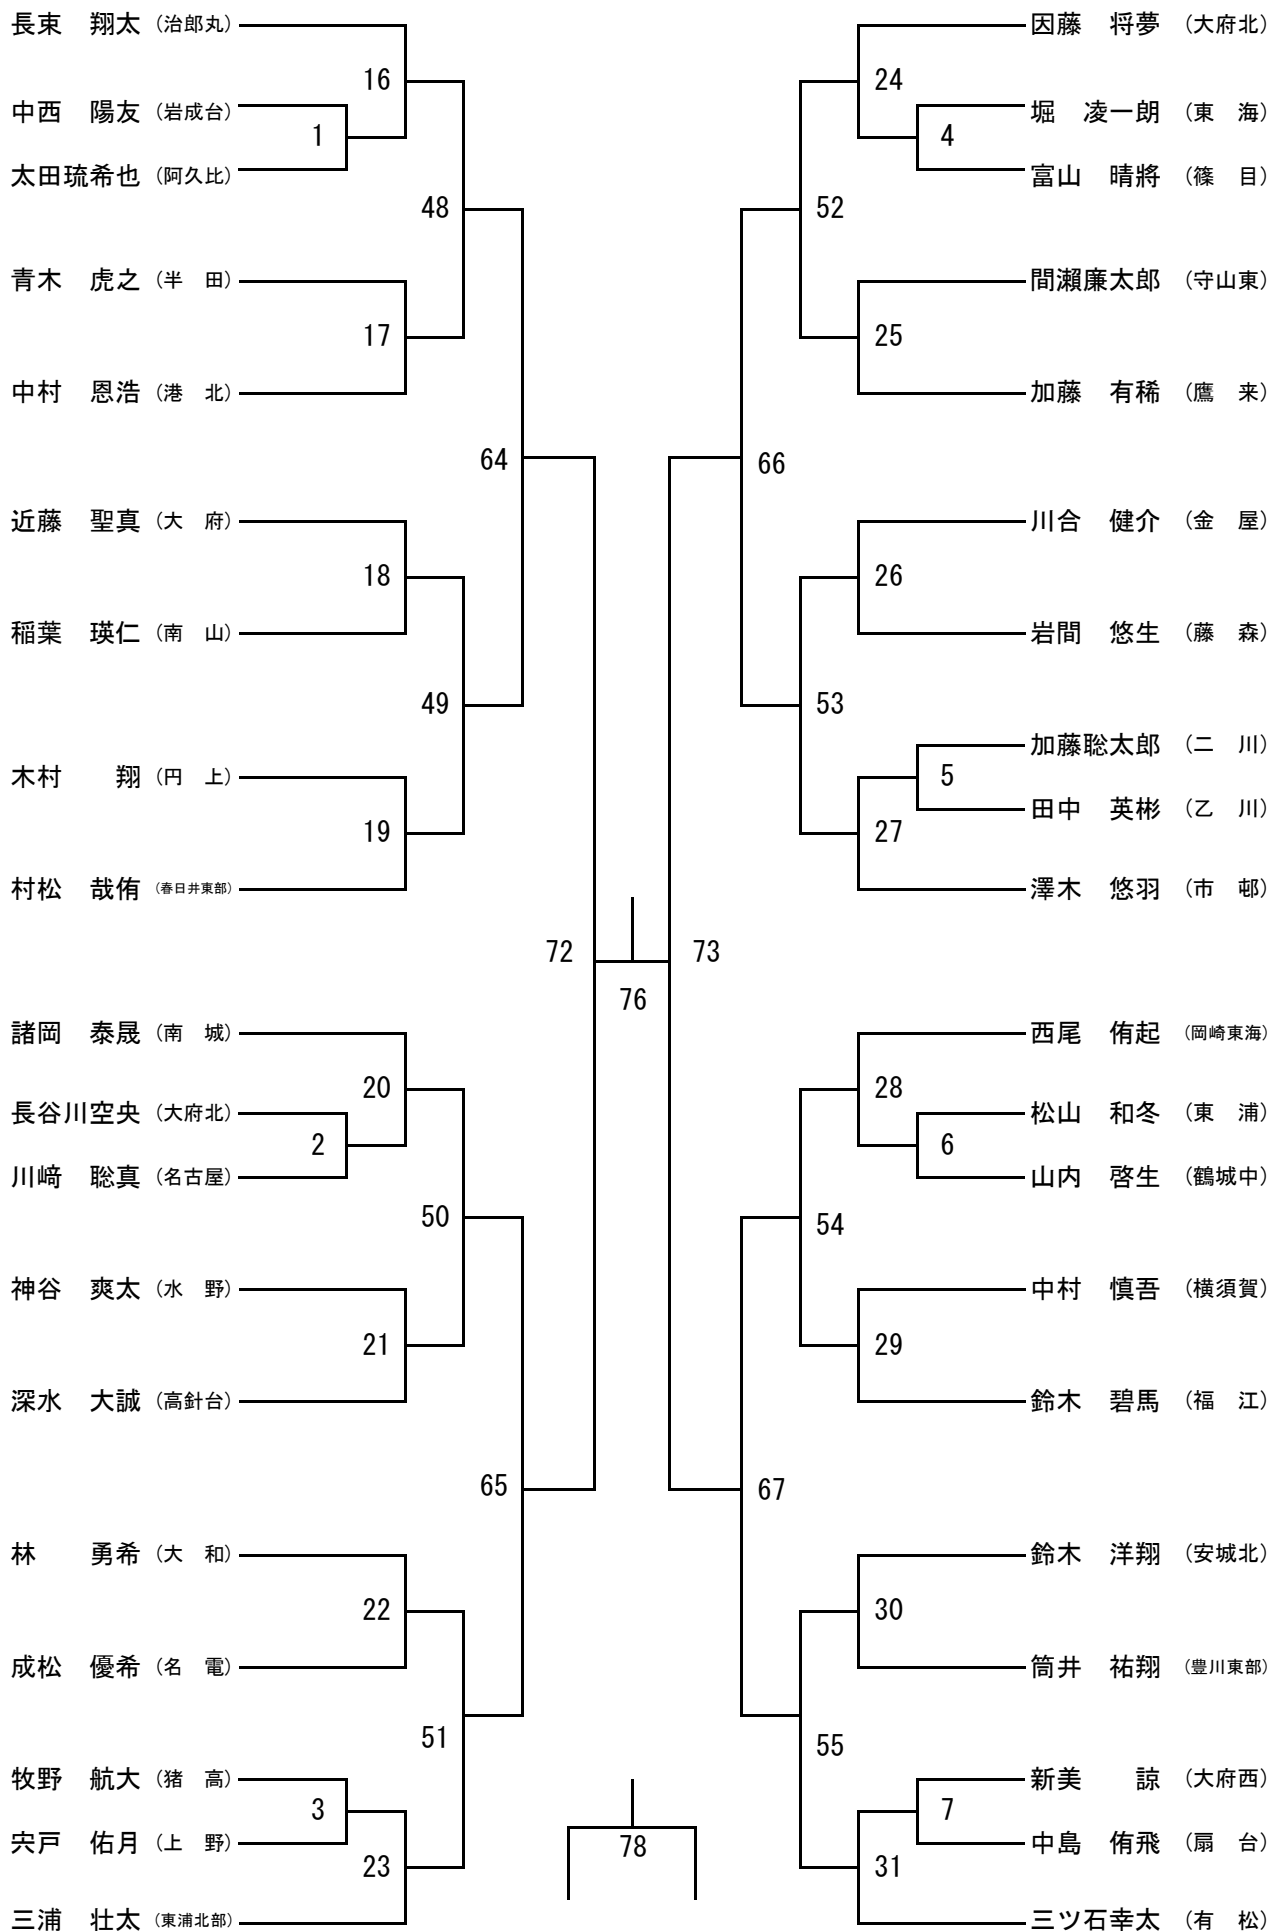 長束　翔太（治郎丸）
16
中西　陽友（岩成台）
1
太田琉希也（阿久比）
48
青木　虎之（半　田）
17
中村　恩浩（港　北）
64
近藤　聖真（大　府）
18
稲葉　瑛仁（南　山）
49
木村　　翔（円　上）
19
村松　哉侑（春日井東部）
72
諸岡　泰晟（南　城）
20
長谷川空央（大府北）
2
川﨑　聡真（名古屋）
50
神谷　爽太（水　野）
21
深水　大誠（高針台）
65
林　　勇希（大　和）
22
成松　優希（名　電）
51
牧野　航大（猪　高）
3
宍戸　佑月（上　野）
23
三浦　壮太（東浦北部）
76
78
因藤　将夢（大府北）
24
堀　凌一朗（東　海）
4
富山　晴將（篠　目）
52
間瀨廉太郎（守山東）
25
加藤　有稀（鷹　来）
66
川合　健介（金　屋）
26
岩間　悠生（藤　森）
53
加藤聡太郎（二　川）
5
田中　英彬（乙　川）
27
澤木　悠羽（市　邨）
73
西尾　侑起（岡崎東海）
28
松山　和冬（東　浦）
6
山内　啓生（鶴城中）
54
中村　慎吾（横須賀）
29
鈴木　碧馬（福　江）
67
鈴木　洋翔（安城北）
30
筒井　祐翔（豊川東部）
55
新美　　諒（大府西）
7
中島　侑飛（扇　台）
31
三ツ石幸太（有　松）